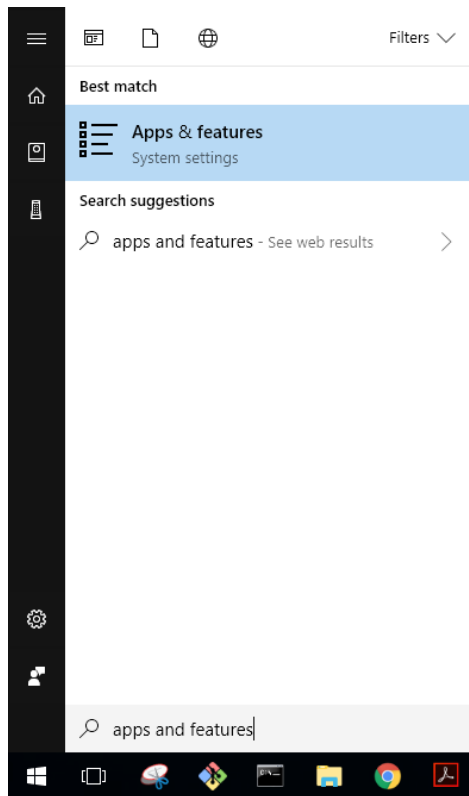 Filters
Best match
Apps & features
System settings
Search suggestions
apps and features - See web results
apps and features